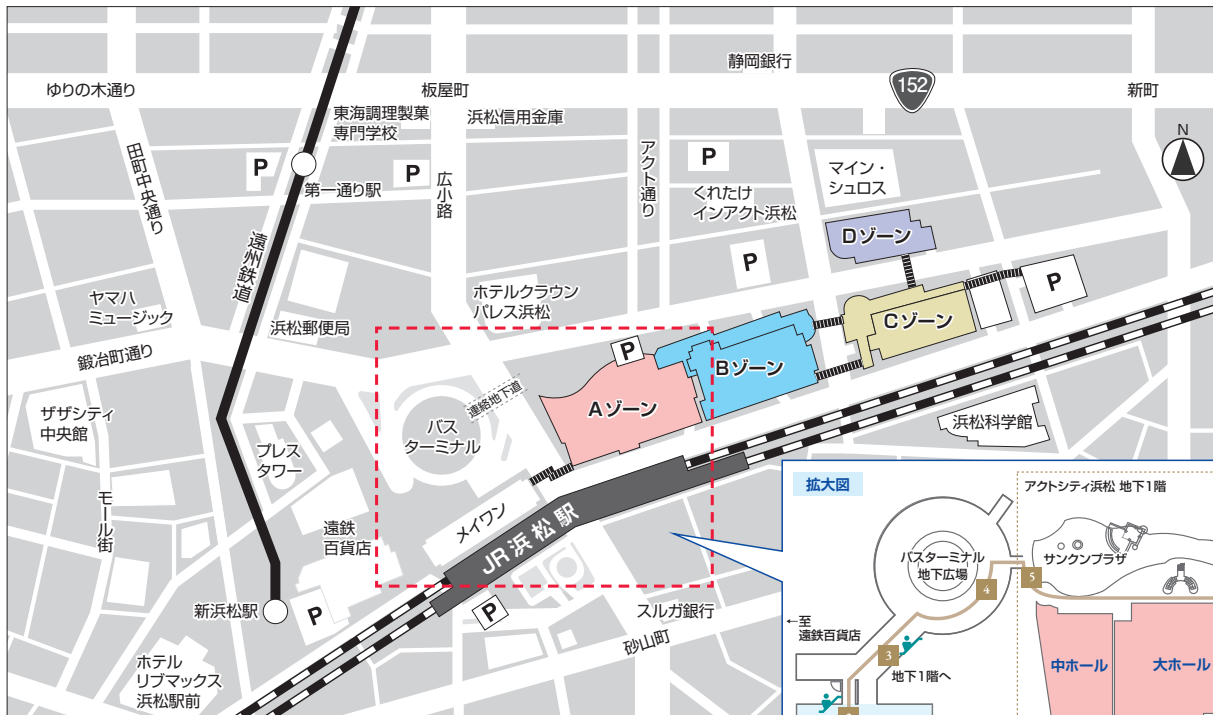 静岡銀行
152
ゆりの木通り
板屋町
新町
東海調理製菓
専門学校
浜松信用金庫
N
田町中央通り
P
第一通り駅
P
広小路
アクト通り
P
くれたけ
インアクト浜松
マイン・
シュロス
Dゾーン
遠州鉄道
P
P
ヤマハ
ミュージック
浜松郵便局
ホテルクラウン
パレス浜松
Cゾーン
鍛冶町通り
P
Bゾーン
連絡地下道
Aゾーン
ザザシティ
中央館
バス
ターミナル
浜松科学館
プレス
タワー
モール街
遠鉄
百貨店
メイワン
JR浜松駅
新浜松駅
P
P
スルガ銀行
砂山町
ホテル
リブマックス
浜松駅前
拡大図
アクトシティ浜松 地下1階
バスターミナル
地下広場
サンクンプラザ
5
4
←至
遠鉄百貨店
3
地下1階へ
中ホール
大ホール